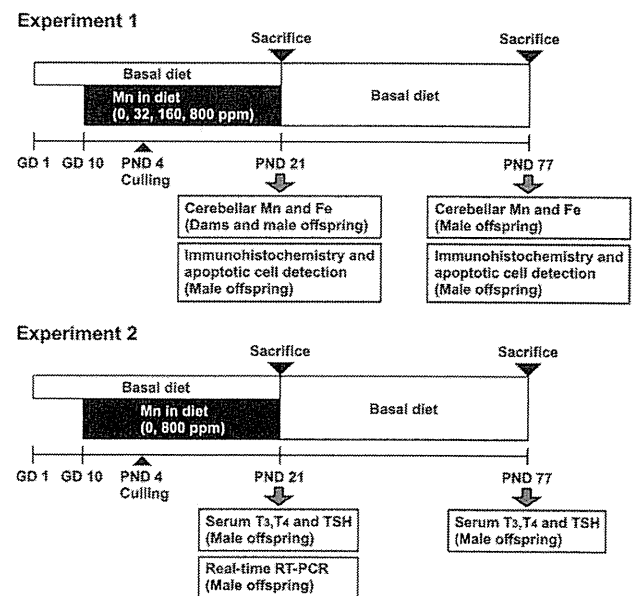 Experiment 1
Sacrifice
Sacrifice
Basal diet
Mn in diet
(0, 32, 160, 800 ppm)
Basal diet
GD 1
GD 10
PND 4
Culling
PND 21
PND 77
Cerebellar Mn and Fe
(Dams and male offspring)
Cerebellar Mn and Fe
(Male offspring)
Immunohistochemistry and
apoptotic cell detection
(Male offspring)
Immunohistochemistry and
apoptotic cell detection
(Male offspring)
Experiment 2
Sacrifice
Sacrifice
Basal diet
Mn in diet
(0, 800 ppm)
Basal diet
GD 1
GD 10
PND 4
Culling
PND 21
PND 77
Serum T3,T4 and TSH
(Male offspring)
Serum T3,T4 and TSH
(Male offspring)
Real-time RT-PCR
(Male offspring)